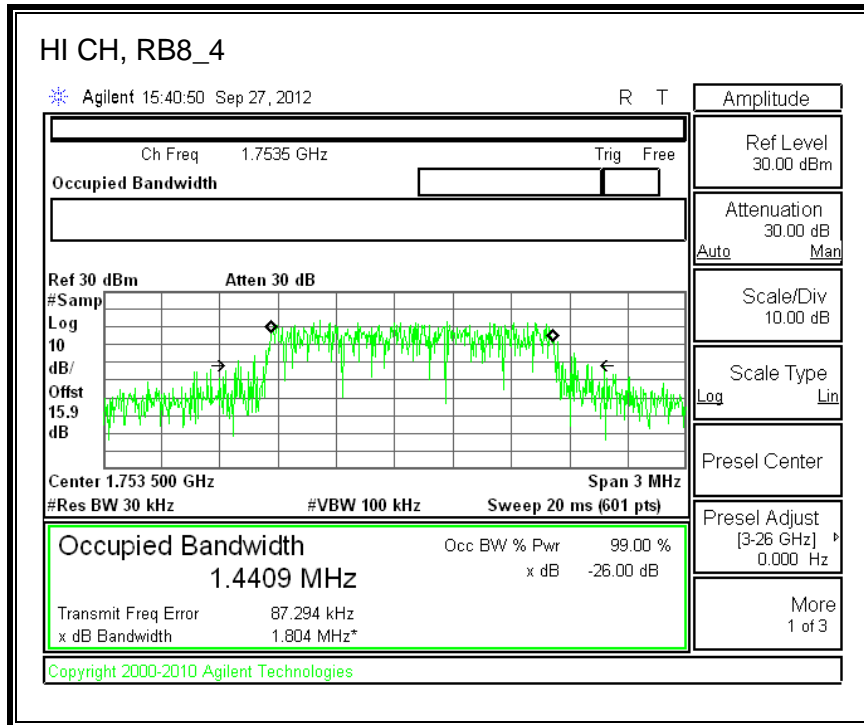 HI CH, RB8_4
Agilent 15:40:50 Sep 27, 2012 R T
Amplitude
Ch Freq 1.7535 GHz Trig Free
Occupied Bandwidth
Ref Level
30.00 dBm
Attenuation
30.00 dB
Auto Man
Scale/Div
10.00 dB
Scale Type
Log Lin
Presel Center
Presel Adjust
[3-26 GHz]
0.000 Hz
More
1 of 3
Ref 30 dBm Atten 30 dB
#Samp
Log
10
dB/
Offst
15.9
dB
Center 1.753 500 GHz Span 3 MHz
#Res BW 30 kHz #VBW 100 kHz Sweep 20 ms (601 pts)
Occupied Bandwidth
1.4409 MHz
Occ BW % Pwr 99.00 %
x dB -26.00 dB
Transmit Freq Error 87.294 kHz
x dB Bandwidth 1.804 MHz*
Copyright 2000-2010 Agilent Technologies